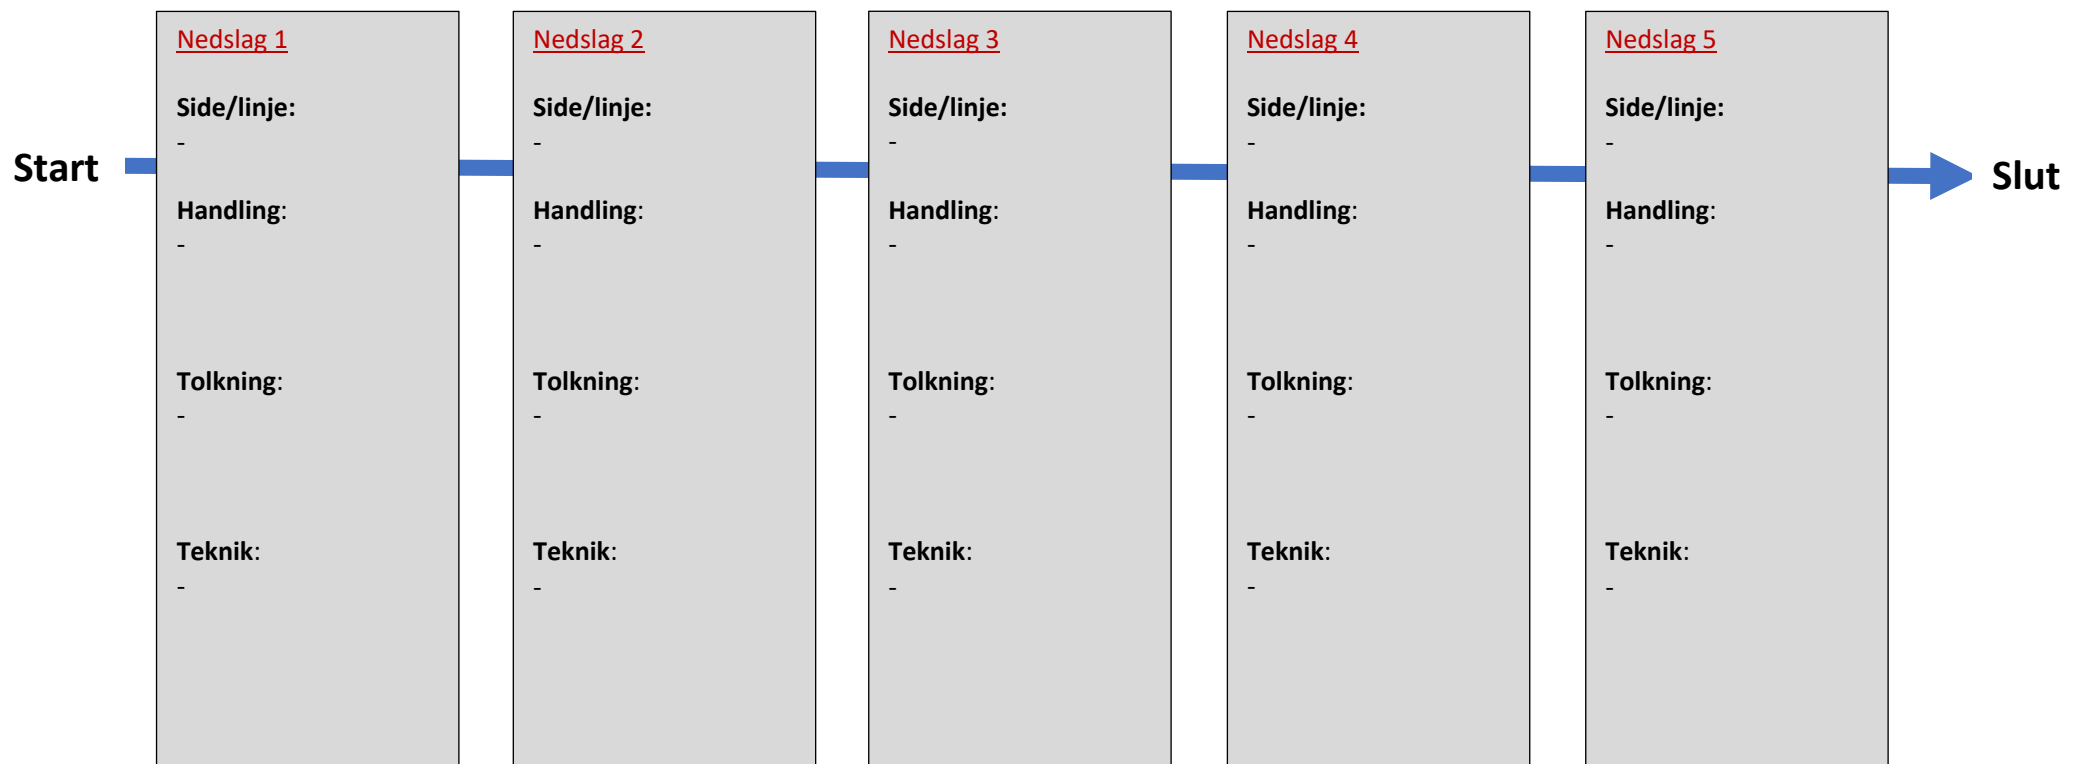 Start
Nedslag 1
Side/linje:
-
Handling:
-
Tolkning:
-
Teknik:
-
Nedslag 2
Side/linje:
-
Handling:
-
Tolkning:
-
Teknik:
-
Nedslag 3
Side/linje:
-
Handling:
-
Tolkning:
-
Teknik:
-
Nedslag 4
Side/linje:
-
Handling:
-
Tolkning:
-
Teknik:
-
Nedslag 5
Side/linje:
-
Handling:
-
Tolkning:
-
Teknik:
-
Slut